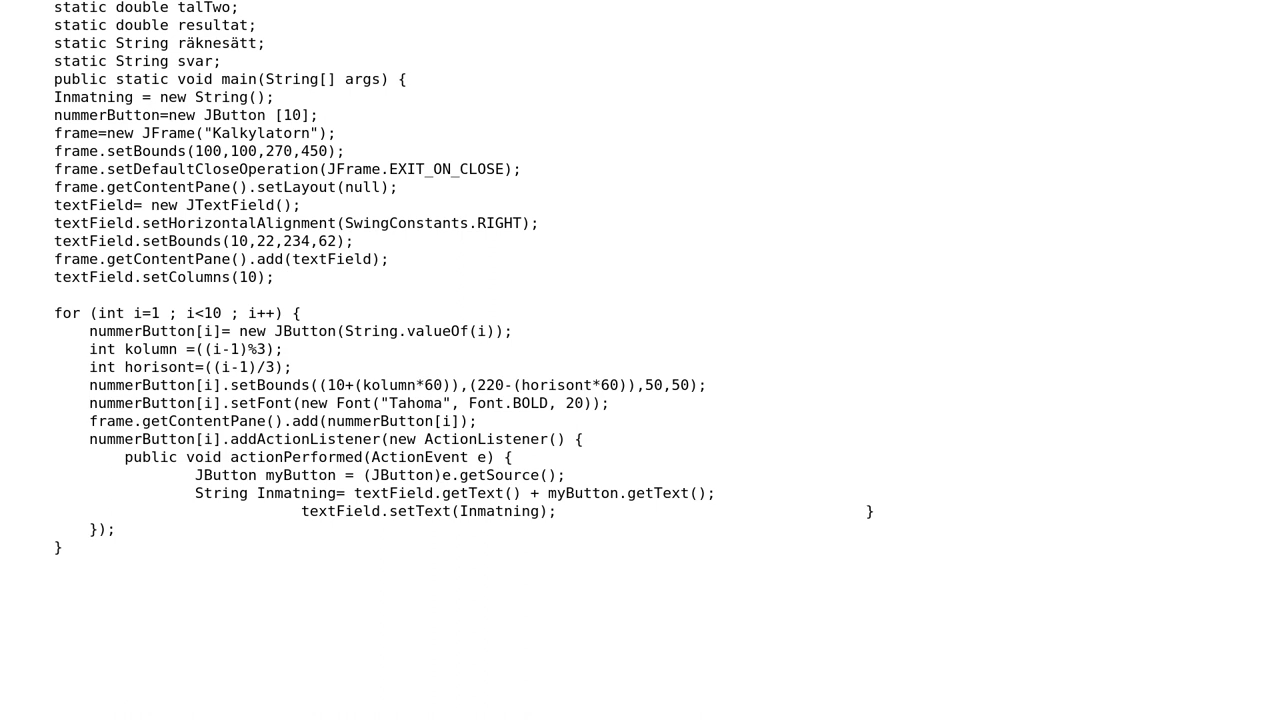 static double talTwo;
static double resultat;
static String räknesätt;
static String svar;
public static void main(String[] args) {
Inmatning = new String();
nummerButton=new JButton [10];
frame=new JFrame("Kalkylatorn");
frame.setBounds(100,100,270,450);
frame.setDefaultCloseOperation(JFrame.EXIT_ON_CLOSE);
frame.getContentPane().setLayout(null);
textField= new JTextField();
textField.setHorizontalAlignment(SwingConstants.RIGHT);
textField.setBounds(10,22,234,62);
frame.getContentPane().add(textField);
textField.setColumns(10);

for (int i=1 ; i<10 ; i++) {
    nummerButton[i]= new JButton(String.valueOf(i));
    int kolumn =((i-1)%3);
    int horisont=((i-1)/3);
    nummerButton[i].setBounds((10+(kolumn*60)),(220-(horisont*60)),50,50);
    nummerButton[i].setFont(new Font("Tahoma", Font.BOLD, 20));
    frame.getContentPane().add(nummerButton[i]);
    nummerButton[i].addActionListener(new ActionListener() {
        public void actionPerformed(ActionEvent e) {
                JButton myButton = (JButton)e.getSource();
                String Inmatning= textField.getText() + myButton.getText();
                            textField.setText(Inmatning);                                   }
    });
}